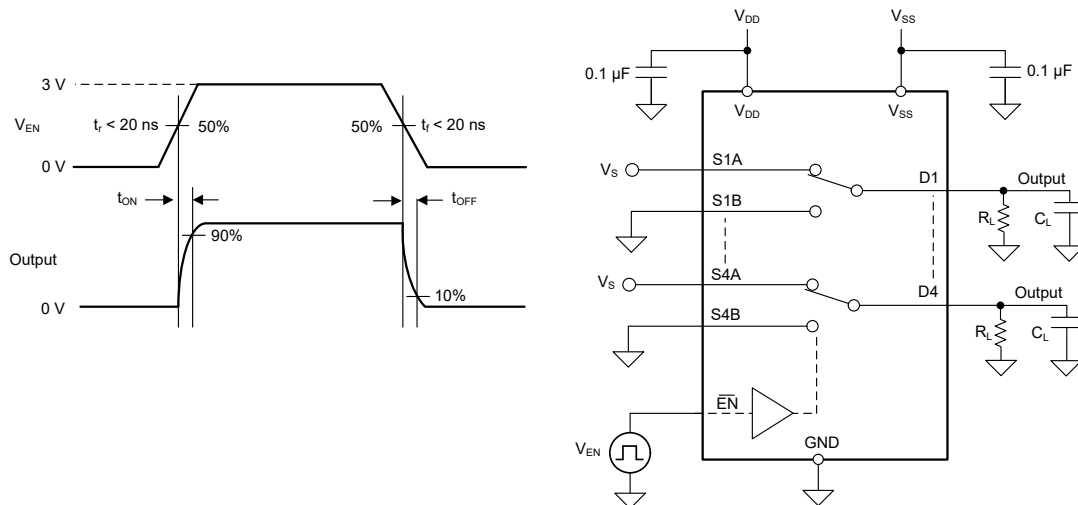 3 V
V_EN
0 V
t_r < 20 ns
50%
50%
t_f < 20 ns
t_ON
t_OFF
90%
Output
0 V
10%
V_DD
V_SS
0.1 µF
0.1 µF
V_DD
V_SS
V_S
S1A
D1
Output
S1B
R_L
C_L
V_S
S4A
D4
Output
S4B
R_L
C_L
E̅N̅
V_EN
GND